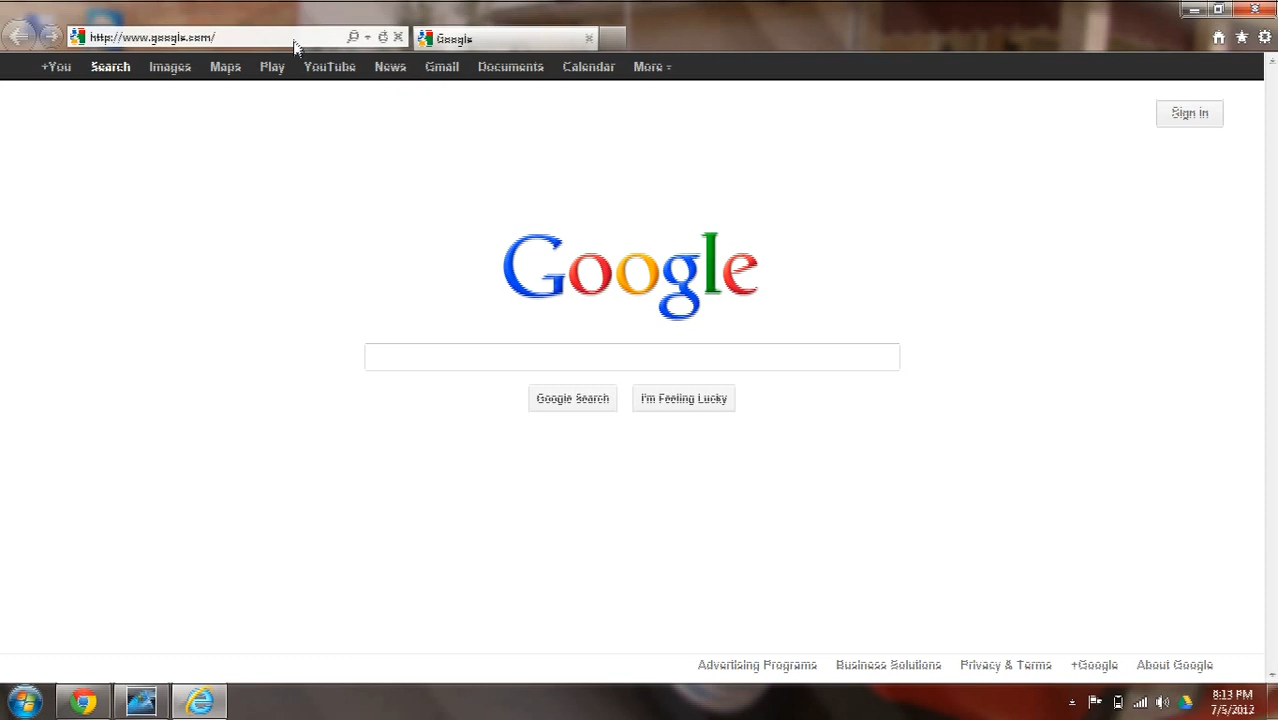 http://www.google.com/
Google
+You Search Images Maps Play YouTube News Gmail Documents Calendar More
Sign in
Google
Google Search I'm Feeling Lucky
Advertising Programs Business Solutions Privacy & Terms +Google About Google
8:13 PM
7/5/2012